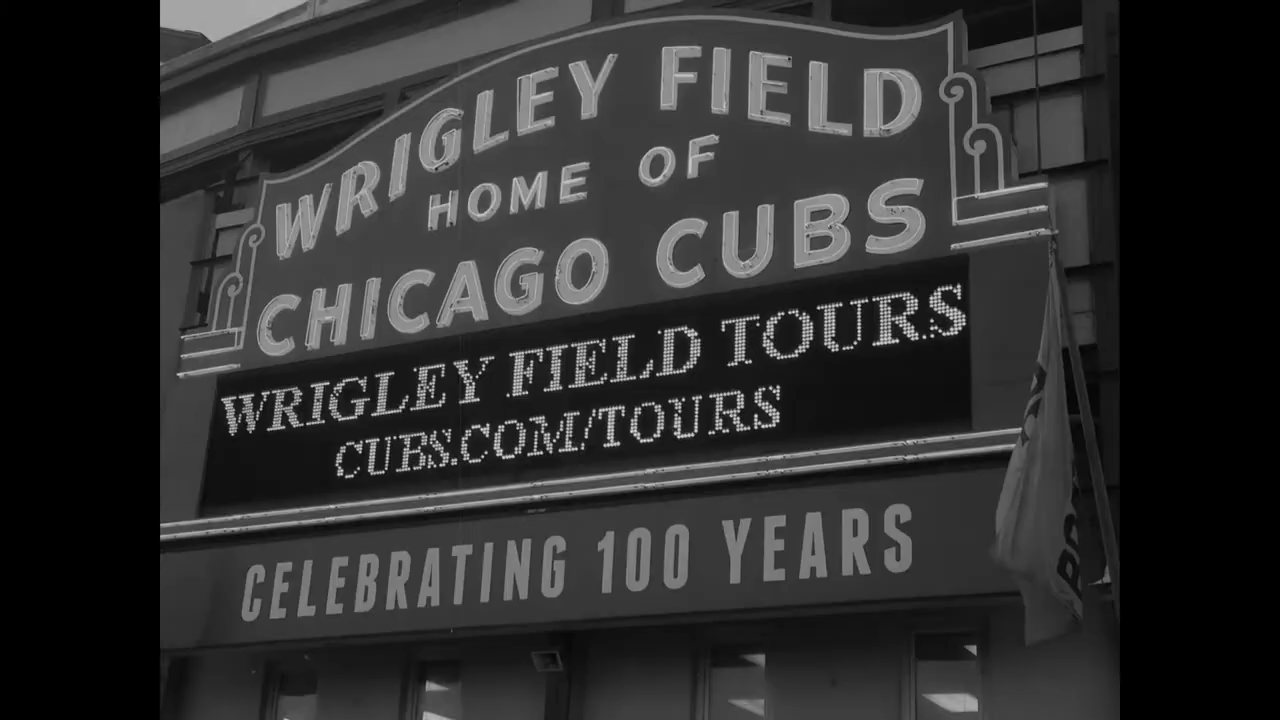 WRIGLEY FIELD
HOME OF
CHICAGO CUBS
WRIGLEY FIELD TOURS
CUBS.COM/TOURS
CELEBRATING 100 YEARS